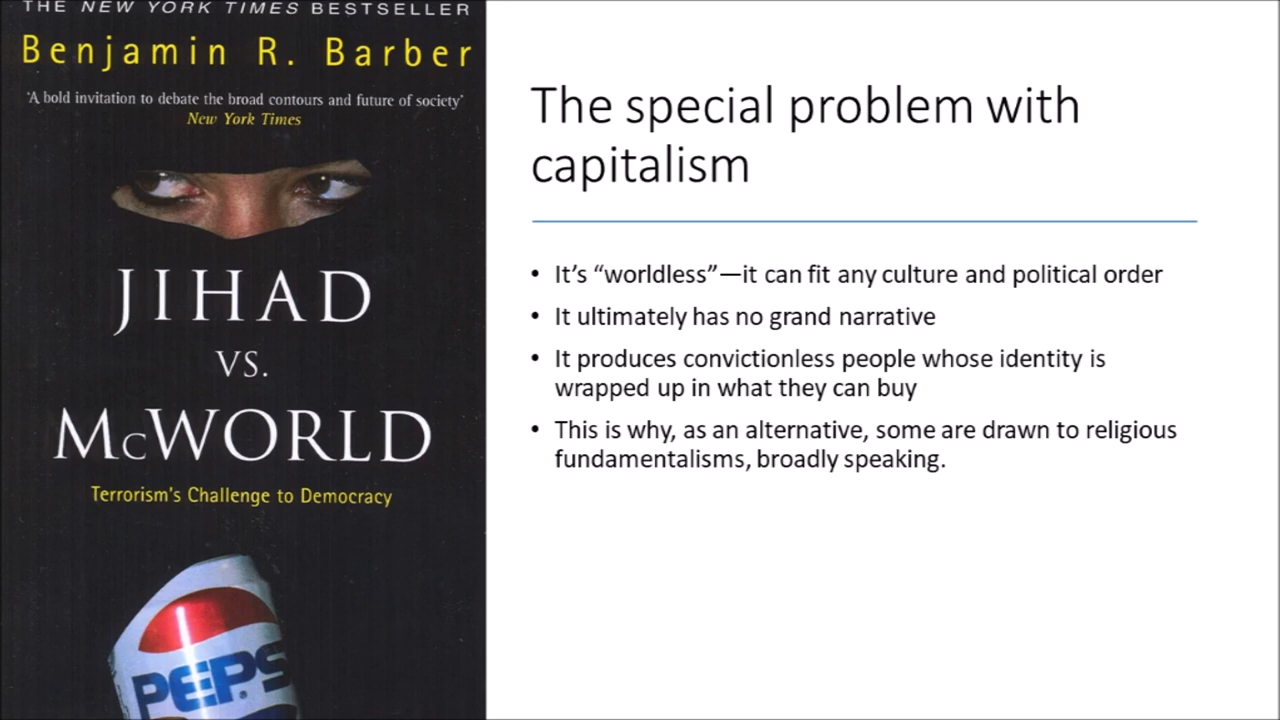 THE NEW YORK TIMES BESTSELLER
Benjamin R. Barber
'A bold invitation to debate the broad contours and future of society'
New York Times
JIHAD
VS.
McWORLD
Terrorism's Challenge to Democracy
PEPS
The special problem with
capitalism
• It's “worldless”—it can fit any culture and political order
• It ultimately has no grand narrative
• It produces convictionless people whose identity is
wrapped up in what they can buy
• This is why, as an alternative, some are drawn to religious
fundamentalisms, broadly speaking.